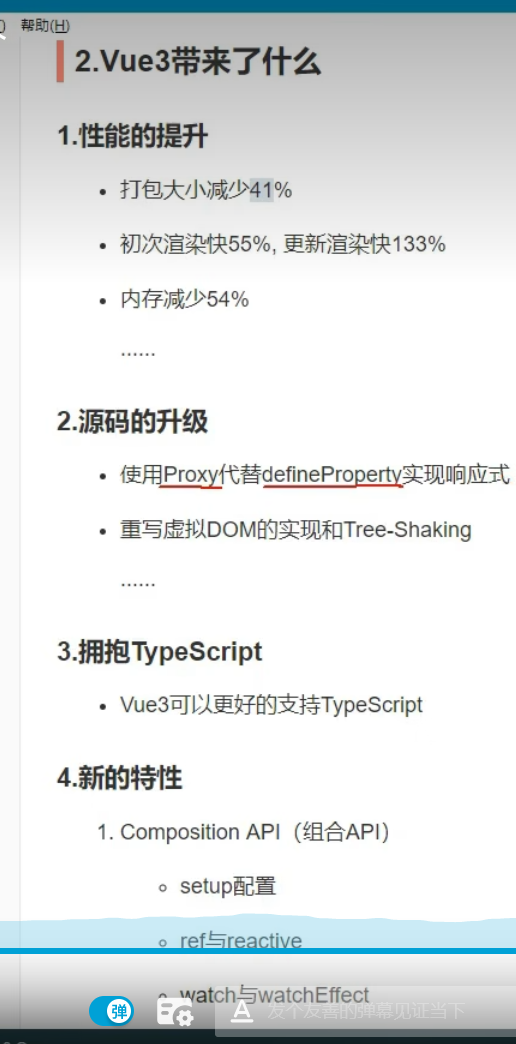 帮助(H)
2.Vue3带来了什么
1.性能的提升
• 打包大小减少41%
• 初次渲染快55%, 更新渲染快133%
• 内存减少54%
......
2.源码的升级
• 使用Proxy代替defineProperty实现响应式
• 重写虚拟DOM的实现和Tree-Shaking
......
3.拥抱TypeScript
• Vue3可以更好的支持TypeScript
4.新的特性
1. Composition API（组合API）
◦ setup配置
◦ ref与reactive
◦ watch与watchEffect
弹
A 发个友善的弹幕见证当下